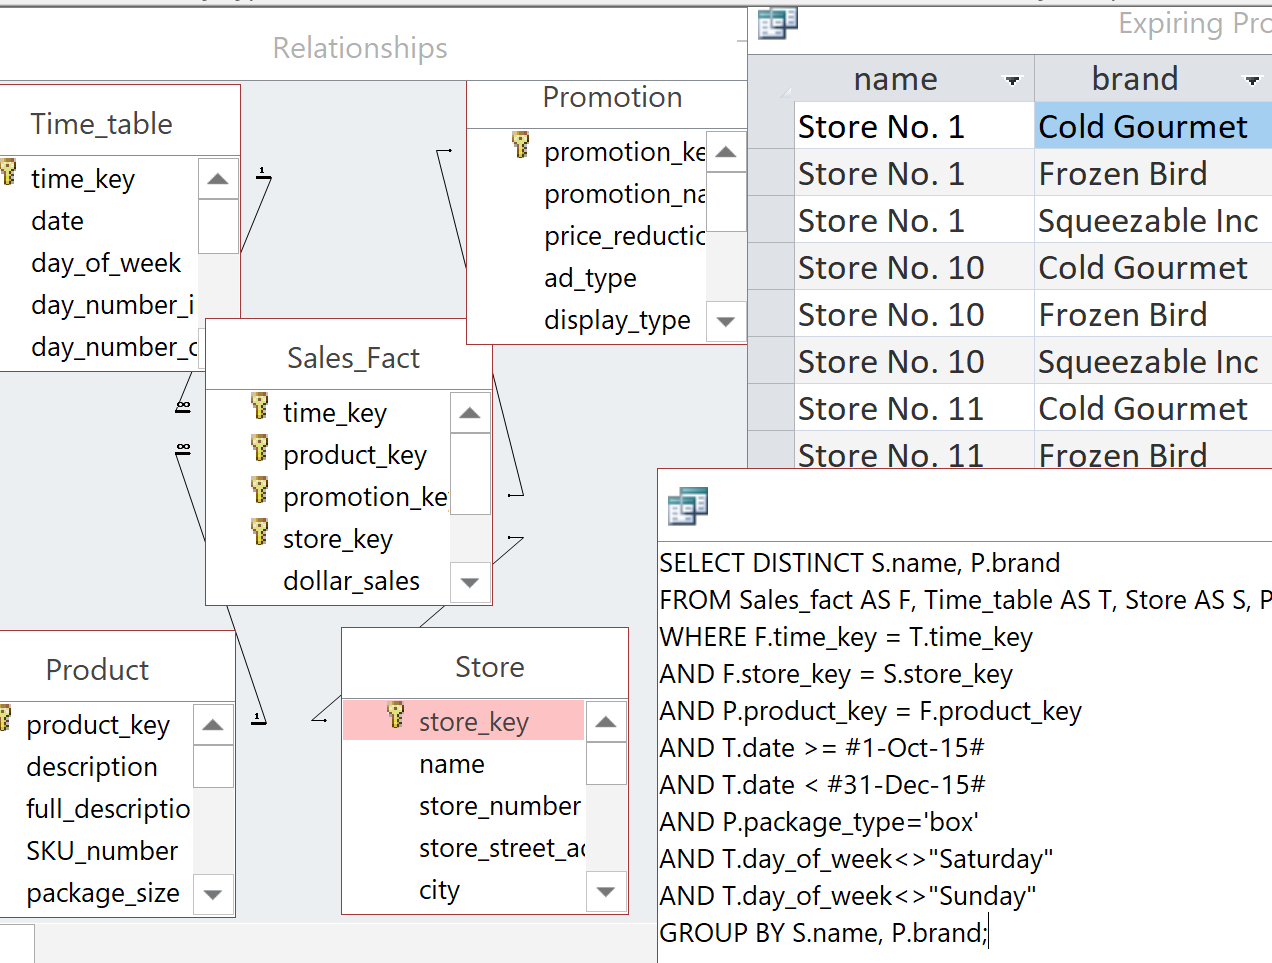 Relationships
Time_table
time_key
date
day_of_week
day_number_i
day_number_c
1
∞
∞
Promotion
promotion_ke
promotion_na
price_reductio
ad_type
display_type
Sales_Fact
time_key
product_key
promotion_key
store_key
dollar_sales
Product
product_key
description
full_descriptio
SKU_number
package_size
1
Store
store_key
name
store_number
store_street_ad
city
Expiring Pro
name brand
Store No. 1 Cold Gourmet
Store No. 1 Frozen Bird
Store No. 1 Squeezable Inc
Store No. 10 Cold Gourmet
Store No. 10 Frozen Bird
Store No. 10 Squeezable Inc
Store No. 11 Cold Gourmet
Store No. 11 Frozen Bird
SELECT DISTINCT S.name, P.brand
FROM Sales_fact AS F, Time_table AS T, Store AS S, P
WHERE F.time_key = T.time_key
AND F.store_key = S.store_key
AND P.product_key = F.product_key
AND T.date >= #1-Oct-15#
AND T.date < #31-Dec-15#
AND P.package_type='box'
AND T.day_of_week<>"Saturday"
AND T.day_of_week<>"Sunday"
GROUP BY S.name, P.brand;